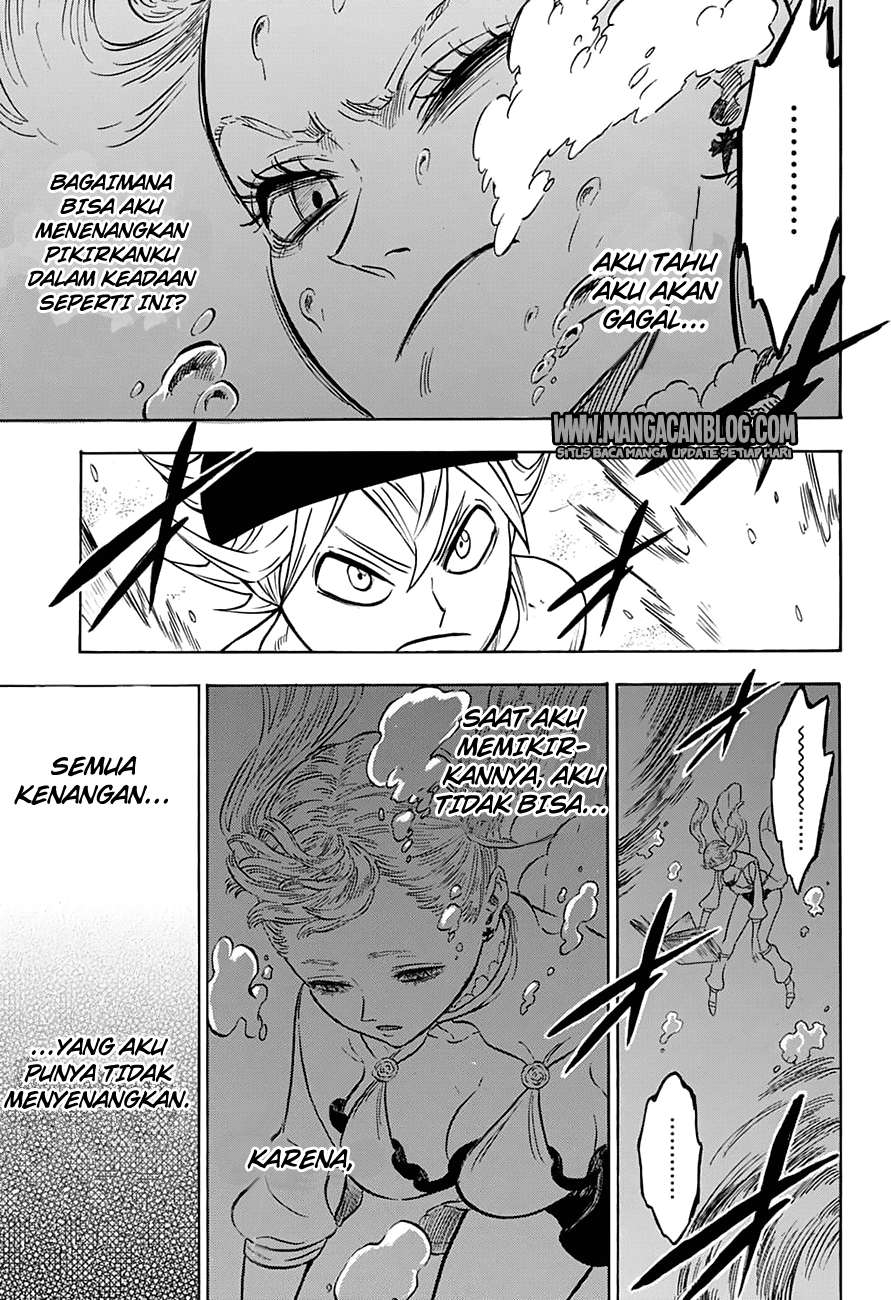 .........
AKU TAHU
AKU AKAN
GAGAL...
BAGAIMANA
BISA AKU
MENENANGKAN
PIKIRKANKU
DALAM KEADAAN
SEPERTI INI?
WWW.MANGACANBLOG.COM
SITUS BACA MANGA UPDATE SETIAP HARI
.........
SAAT AKU
MEMIKIR-
KANNYA, AKU
TIDAK BISA...
KARENA,
SEMUA
KENANGAN...
...YANG AKU
PUNYA TIDAK
MENYENANGKAN.